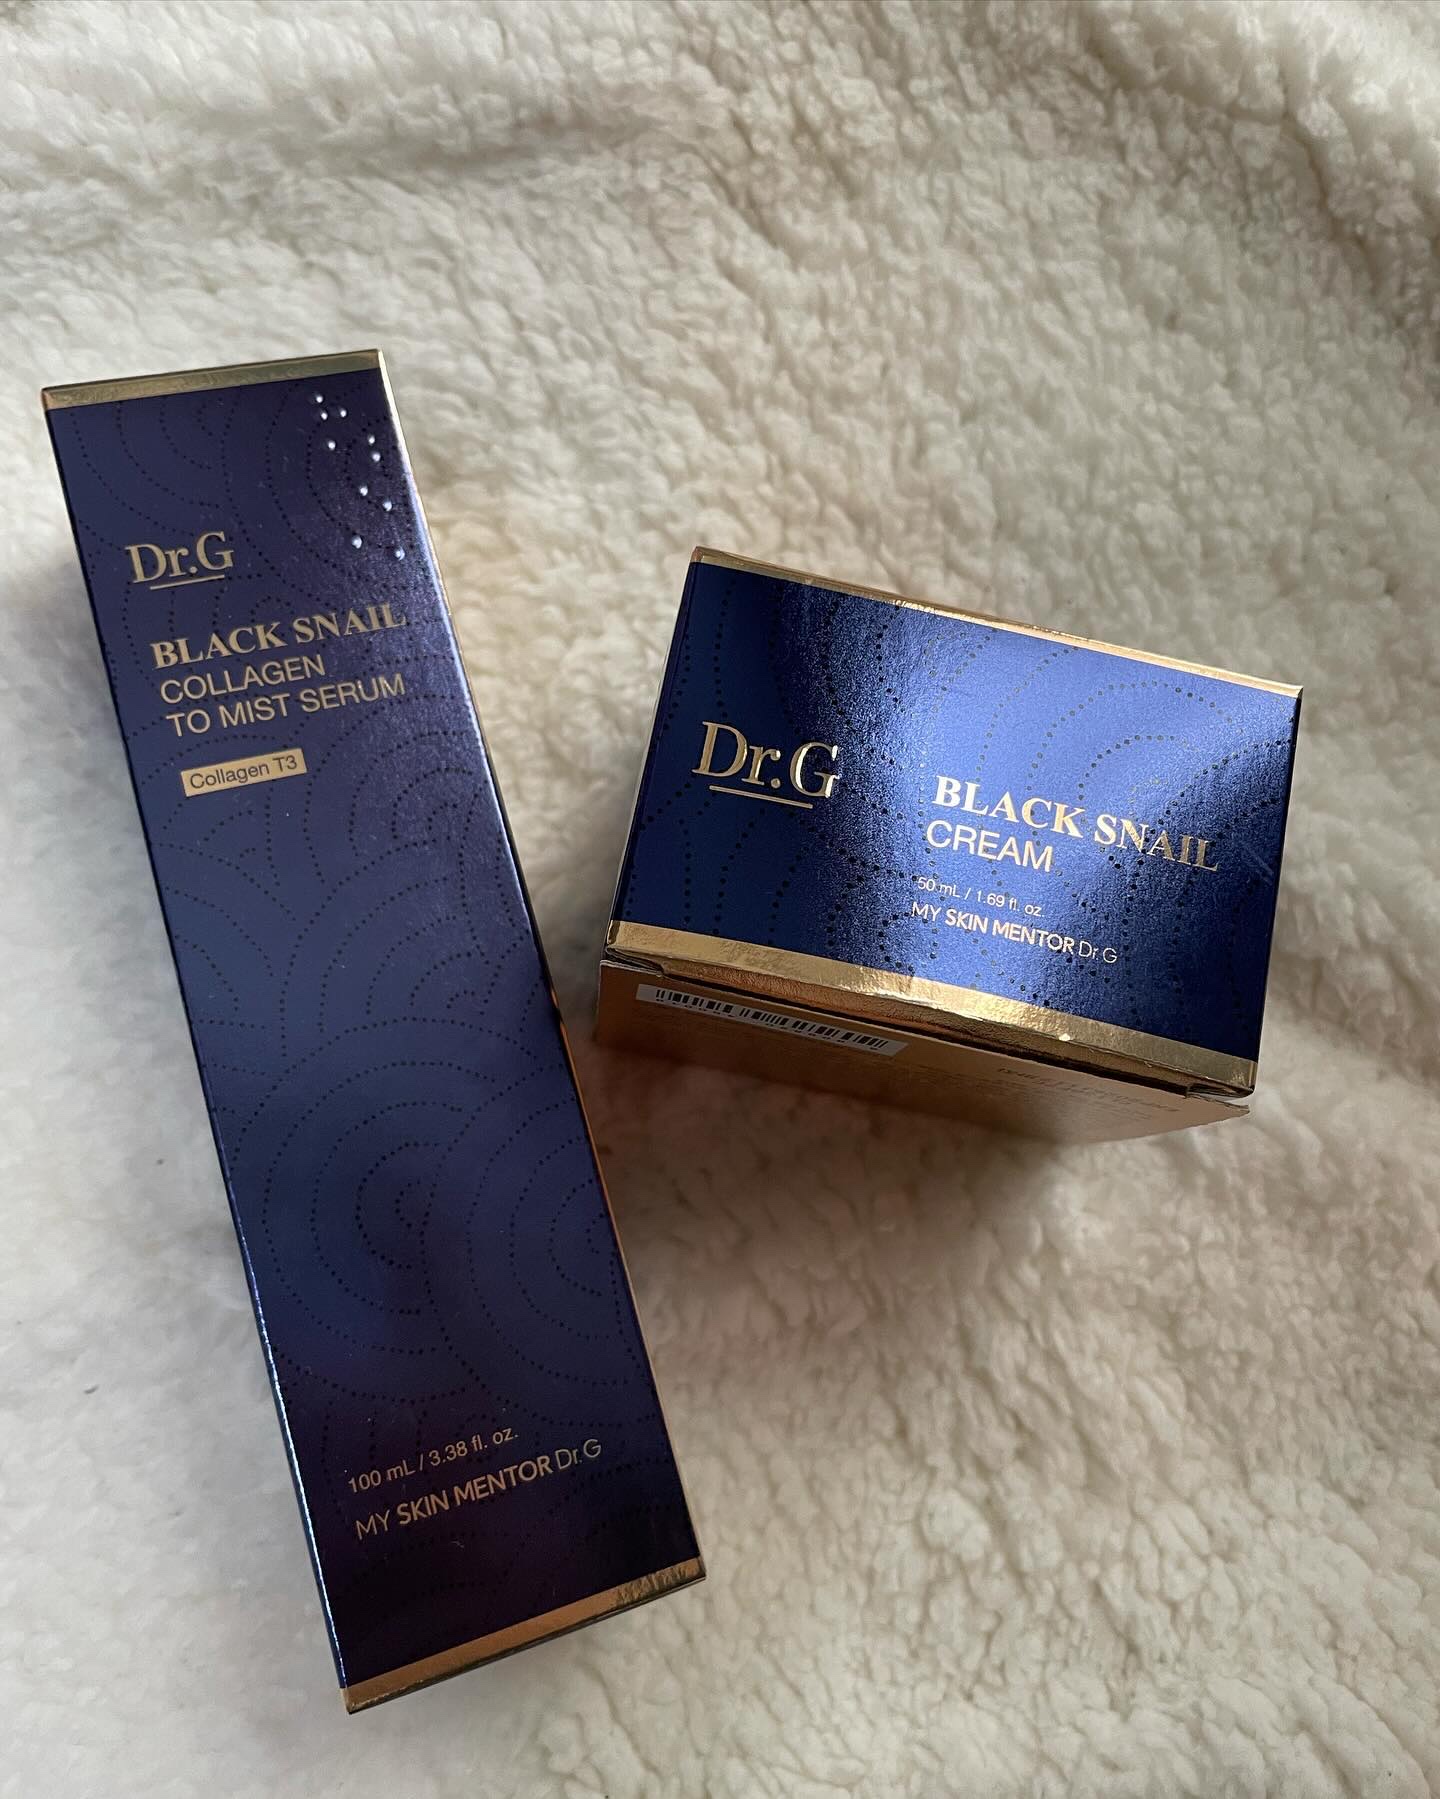 Dr.G
BLACK SNAIL
COLLAGEN
TO MIST SERUM
Collagen T3
100 mL / 3.38 fl. oz.
MY SKIN MENTOR Dr.G
Dr.G
BLACK SNAIL
CREAM
50 mL / 1.69 fl. oz.
MY SKIN MENTOR Dr.G